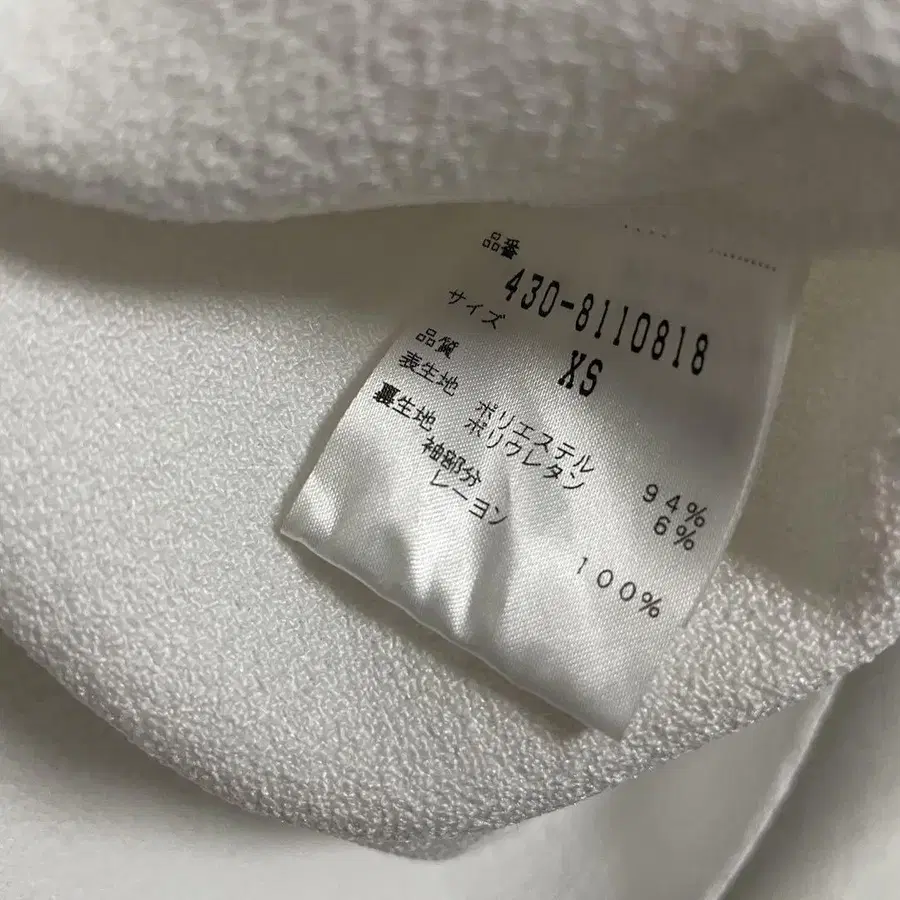 品番
430-8110818
サイズ
XS
品質
表生地
ポリエステル 94%
ポリウレタン 6%
裏生地
袖部分
レーヨン 100%